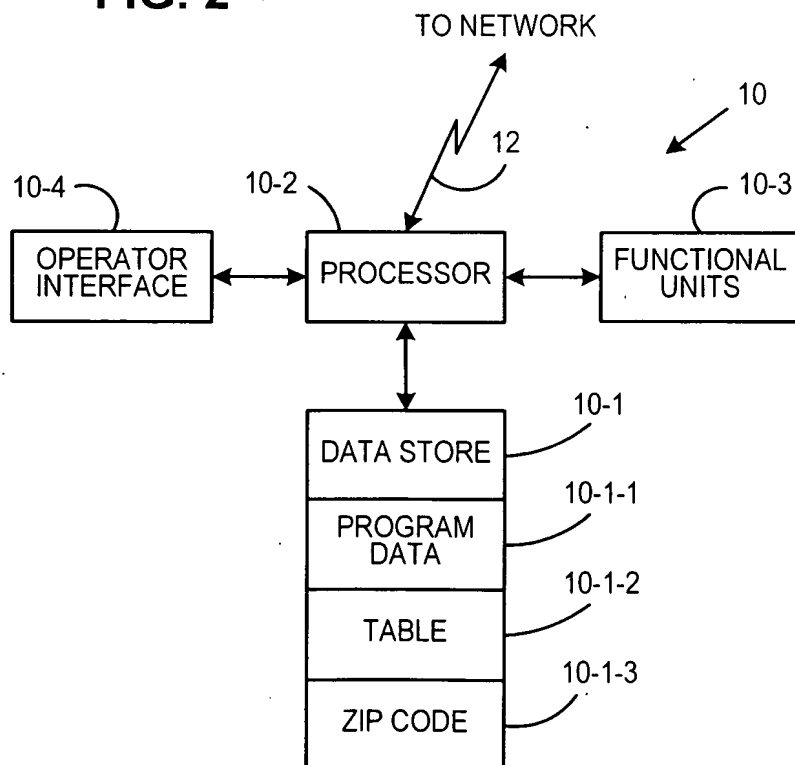 FIG. 2
TO NETWORK
10
12
10-4
10-2
10-3
OPERATOR
INTERFACE
PROCESSOR
FUNCTIONAL
UNITS
10-1
DATA STORE
10-1-1
PROGRAM
DATA
10-1-2
TABLE
10-1-3
ZIP CODE